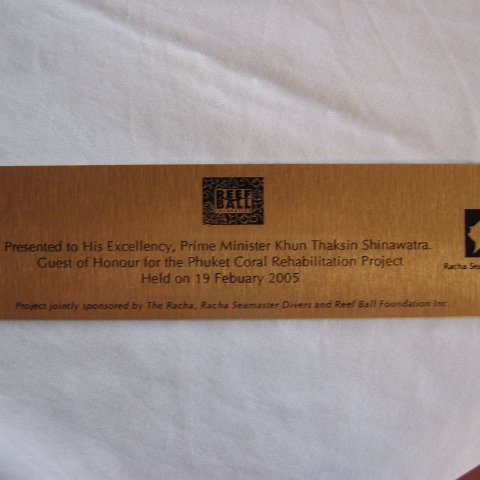 REEF
BALL
Presented to His Excellency, Prime Minister Khun Thaksin Shinawatra.
Guest of Honour for the Phuket Coral Rehabilitation Project
Held on 19 Febuary 2005
Racha Sea
Project jointly sponsored by The Racha, Racha Seamaster Divers and Reef Ball Foundation Inc.